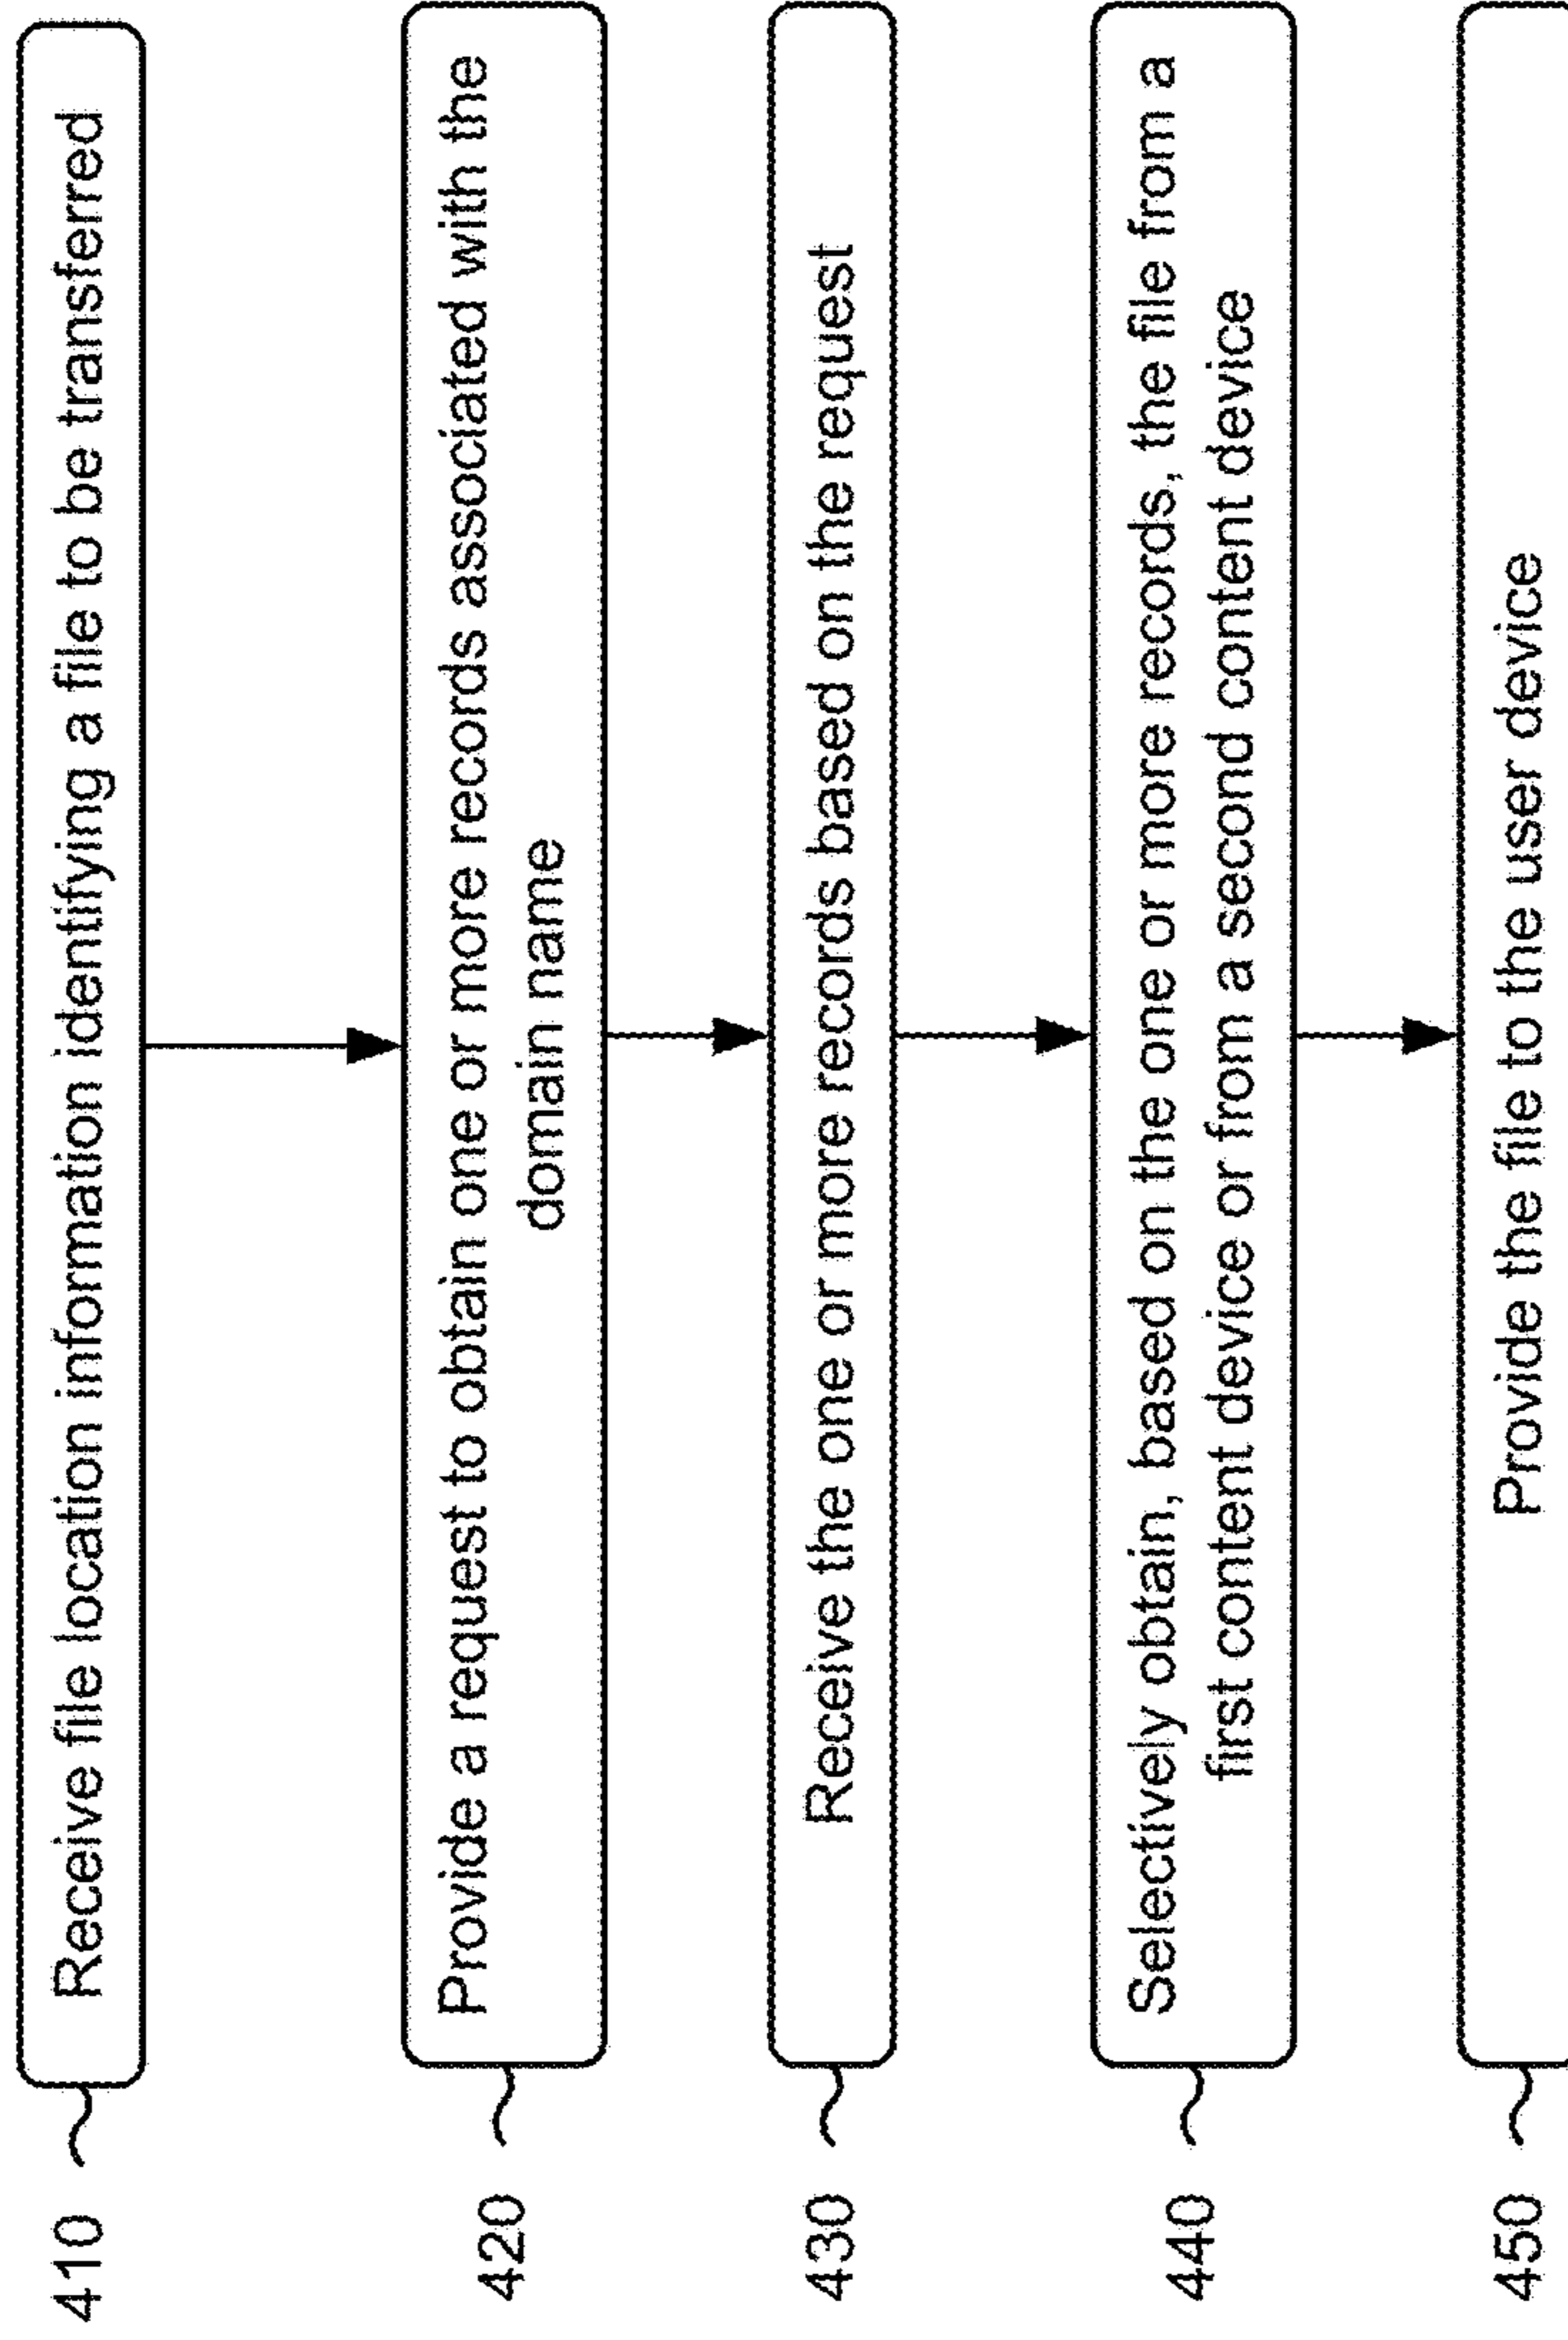 410
Receive file location information identifying a file to be transferred
420
Provide a request to obtain one or more records associated with the
domain name
430
Receive the one or more records based on the request
440
Selectively obtain, based on the one or more records, the file from a
first content device or from a second content device
450
Provide the file to the user device